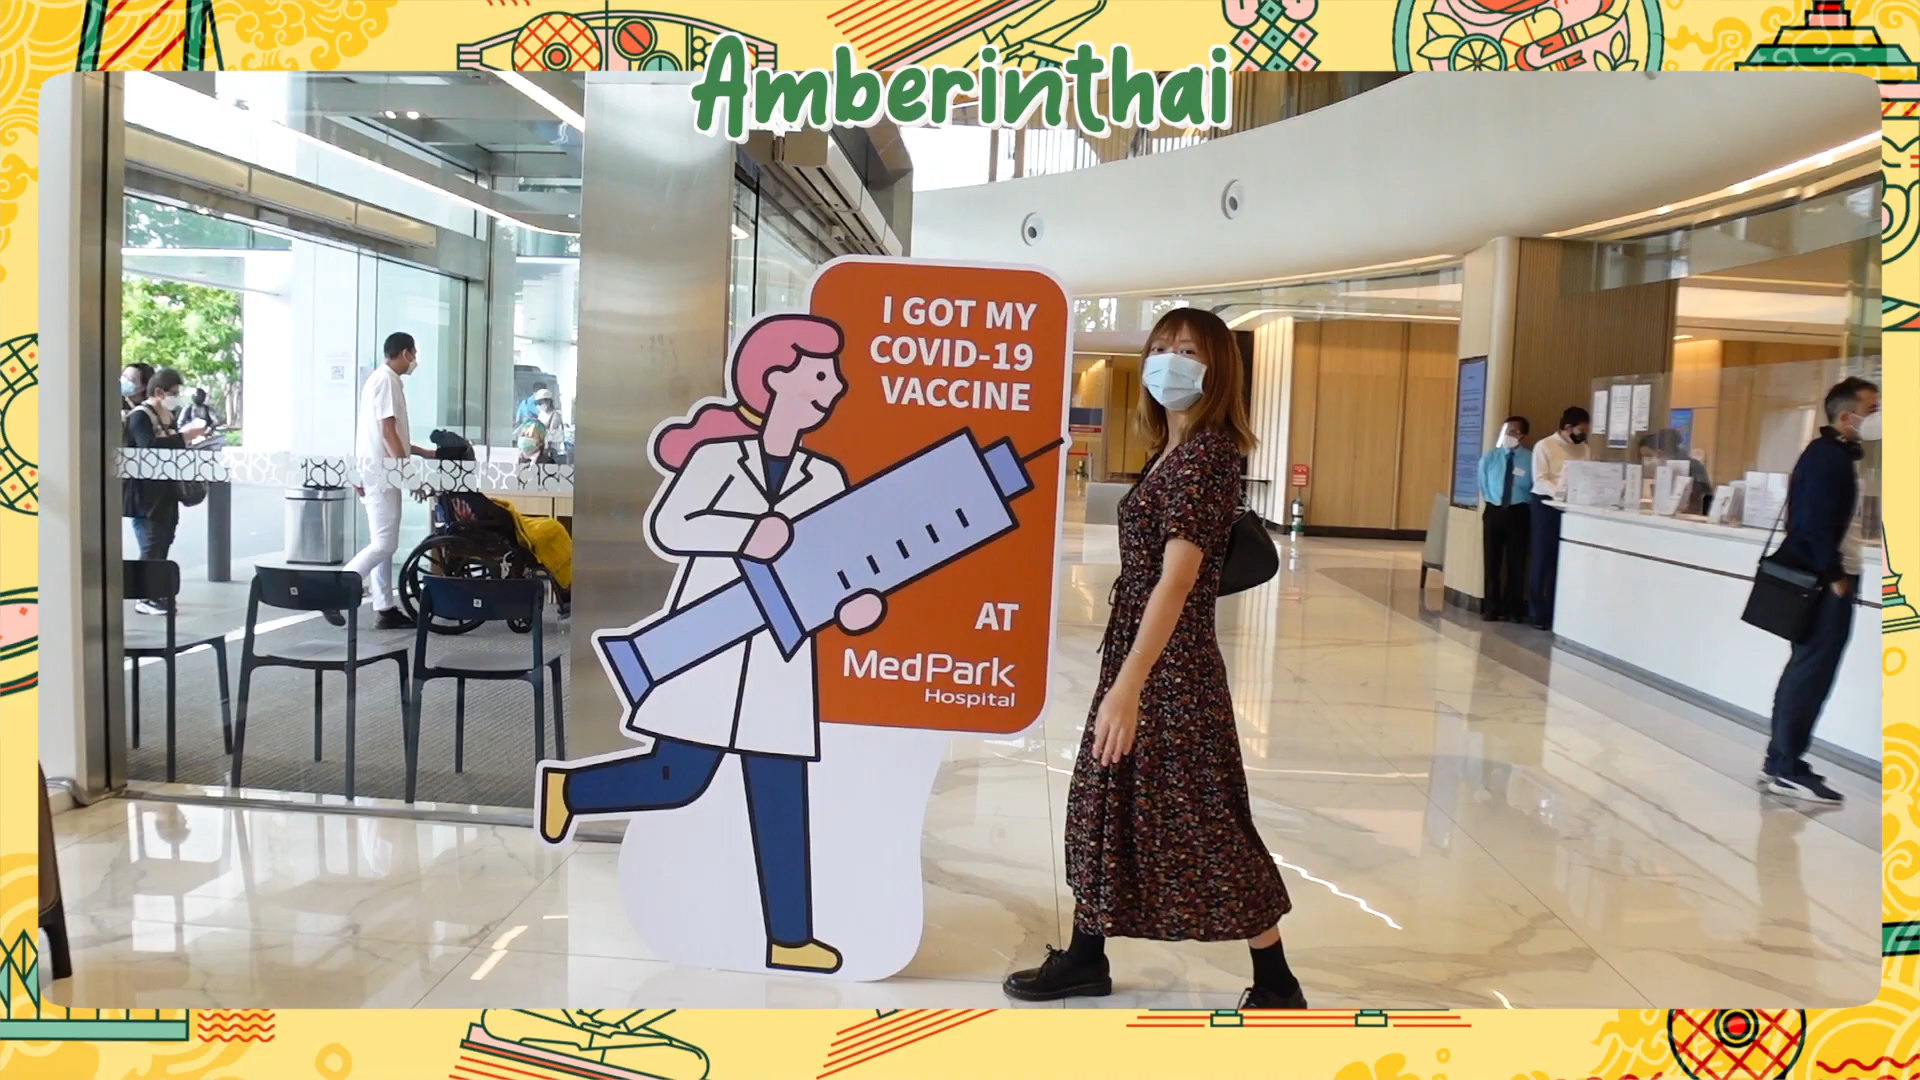 Amberinthai
I GOT MY
COVID-19
VACCINE
AT
MedPark
Hospital